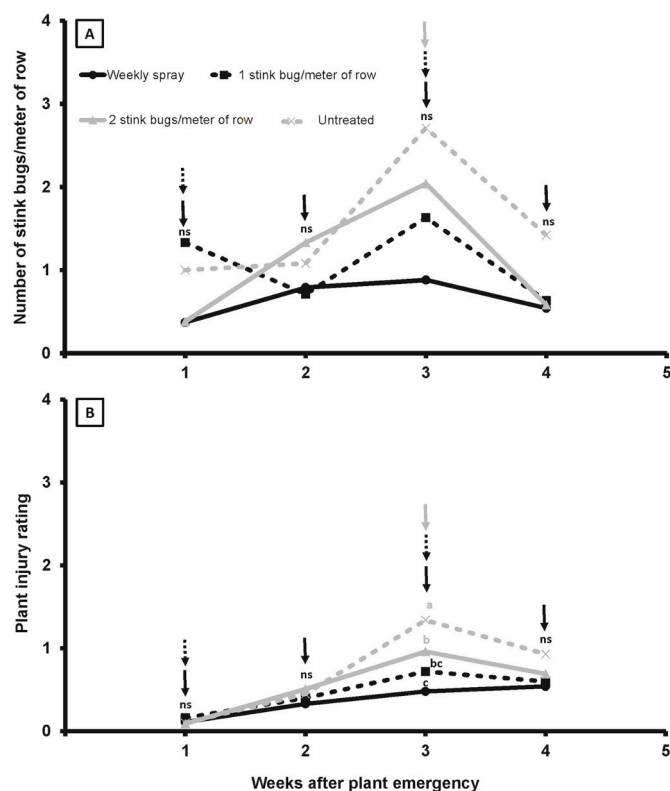 A
Number of stink bugs/meter of row
4
3
2
1
0
Weekly spray
1 stink bug/meter of row
2 stink bugs/meter of row
Untreated
ns
ns
ns
ns
1
2
3
4
5
B
Plant injury rating
4
3
2
1
0
ns
ns
a
b
bc
c
ns
1
2
3
4
5
Weeks after plant emergency